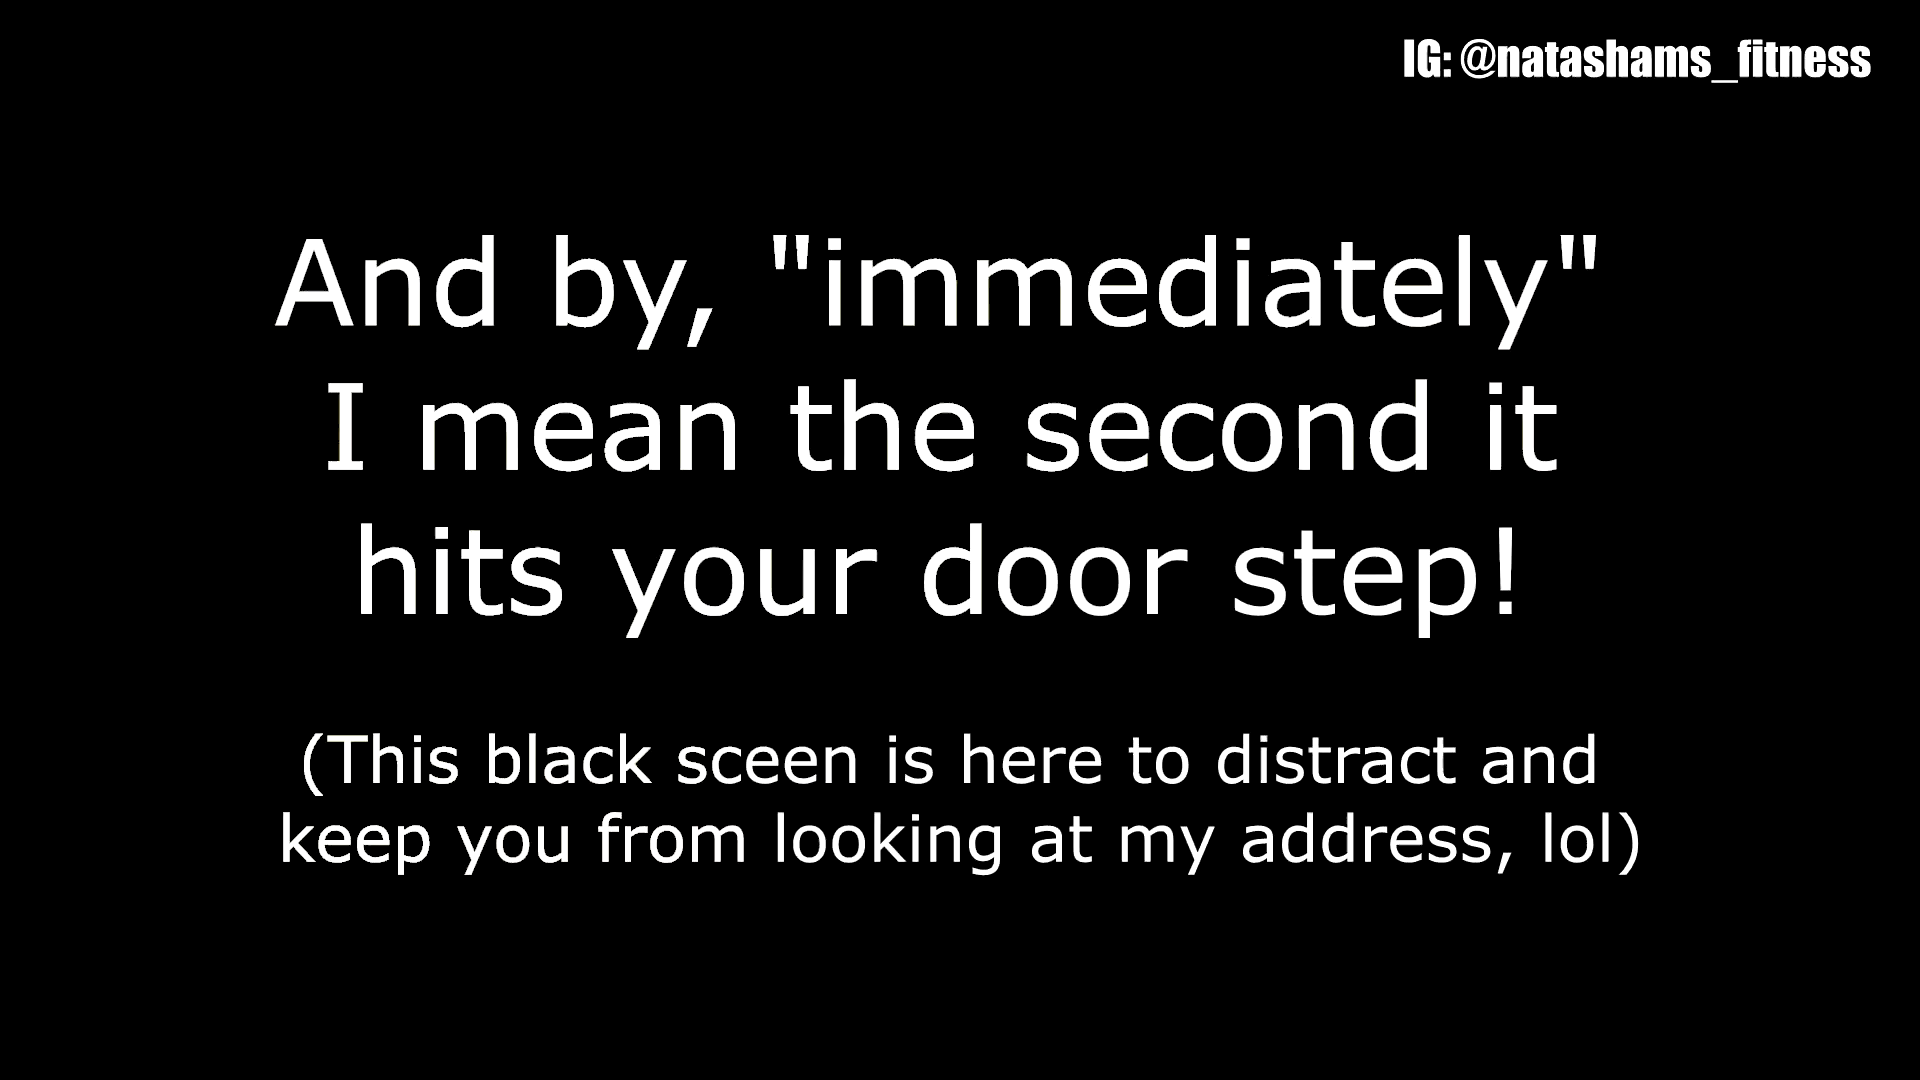 IG: @natashams_fitness
And by, "immediately"
I mean the second it
hits your door step!
(This black sceen is here to distract and
keep you from looking at my address, lol)